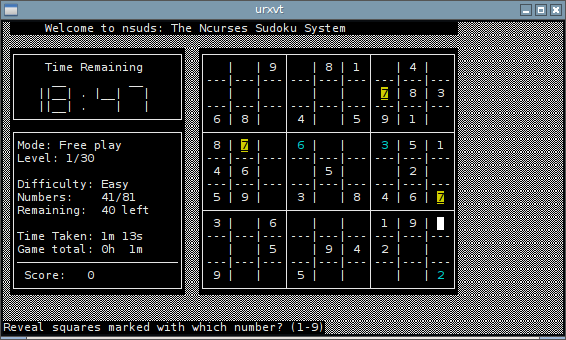 urxvt
Welcome to nsuds: The Ncurses Sudoku System
Time Remaining
18:47
Mode: Free play
Level: 1/30
Difficulty: Easy
Numbers: 41/81
Remaining: 40 left
Time Taken: 1m 13s
Game total: 0h 1m
Score: 0
9 8 1 4
7 8 3
6 8 4 5 9 1
8 7 6 3 5 1
4 6 5 2
5 9 3 8 4 6 7
3 6 1 9
5 9 4 2
9 5 2
Reveal squares marked with which number? (1-9)